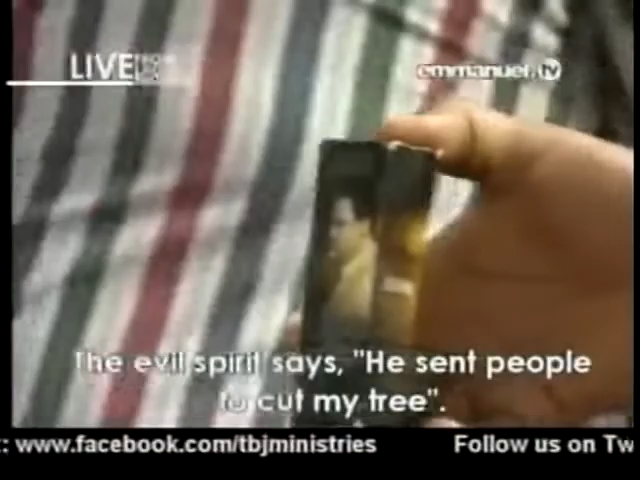 LIVE
emmanuel.tv
The evil spirit says, "He sent people
to cut my tree".
: www.facebook.com/tbjministries Follow us on Tw